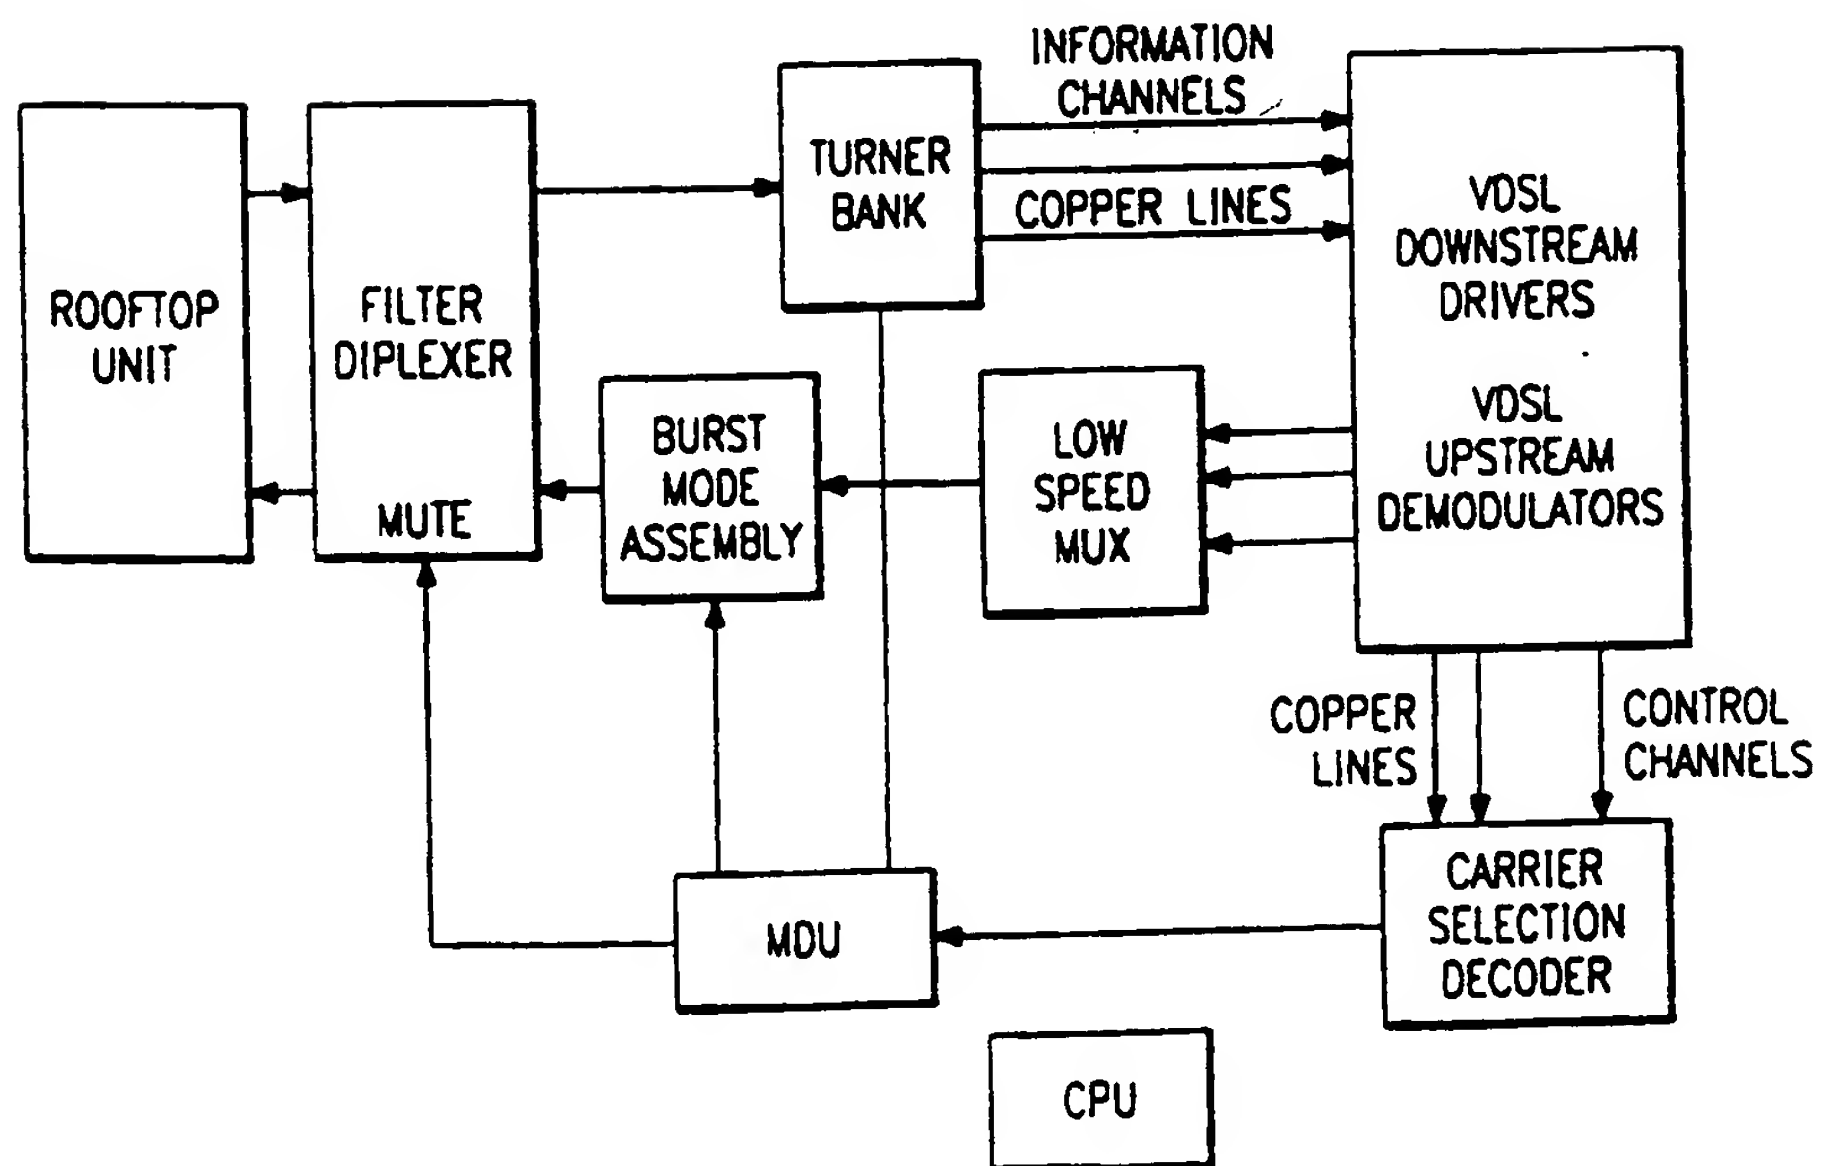 INFORMATION
CHANNELS
TURNER
BANK
COPPER LINES
VDSL
DOWNSTREAM
DRIVERS
VDSL
UPSTREAM
DEMODULATORS
ROOFTOP
UNIT
FILTER
DIPLEXER
MUTE
BURST
MODE
ASSEMBLY
LOW
SPEED
MUX
COPPER
LINES
CONTROL
CHANNELS
CARRIER
SELECTION
DECODER
MDU
CPU